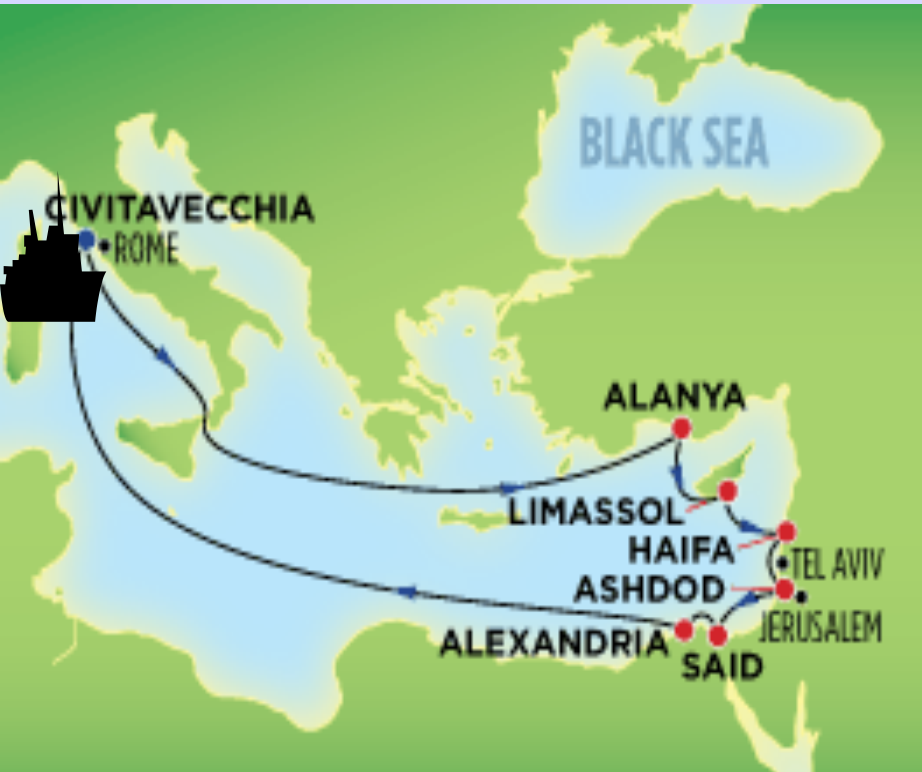 BLACK SEA
CIVITAVECCHIA
ROME
ALANYA
LIMASSOL
HAIFA
TEL AVIV
ASHDOD
JERUSALEM
ALEXANDRIA
SAID